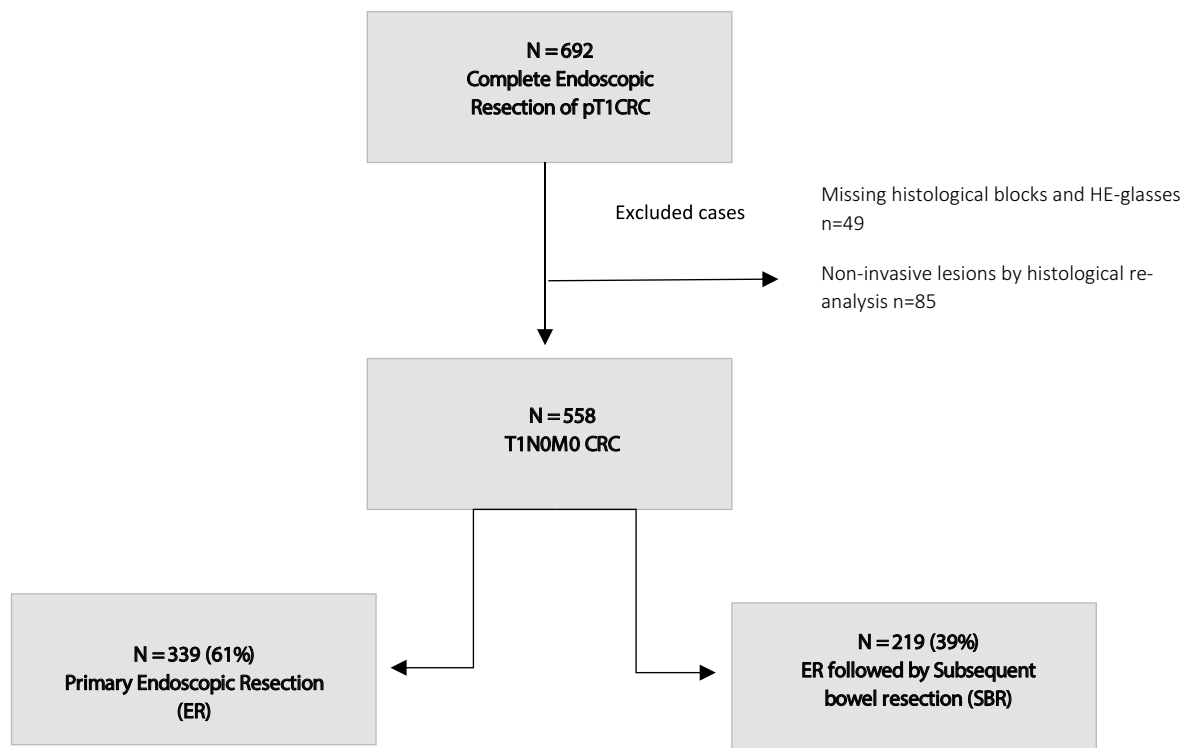 N = 692
Complete Endoscopic
Resection of pT1CRC
Excluded cases
Missing histological blocks and HE-glasses
n=49
Non-invasive lesions by histological re-
analysis n=85
N = 558
T1N0M0 CRC
N = 339 (61%)
Primary Endoscopic Resection
(ER)
N = 219 (39%)
ER followed by Subsequent
bowel resection (SBR)